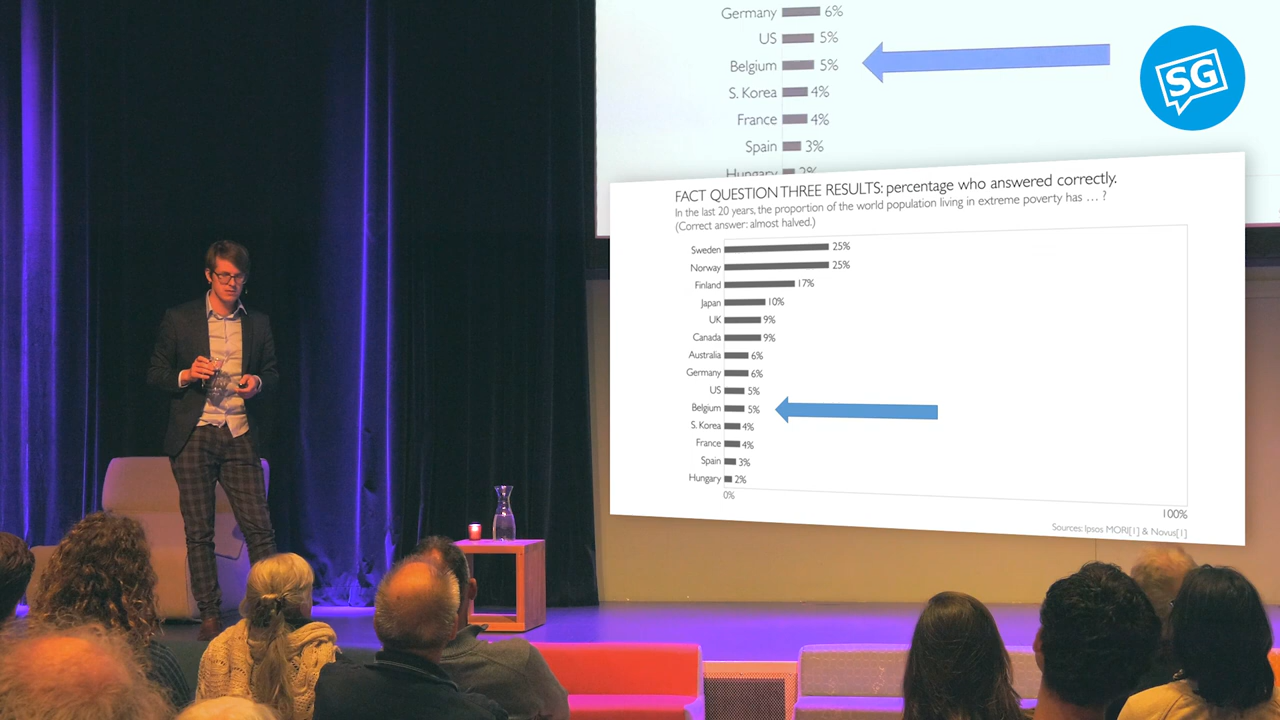 Germany 6%
US 5%
Belgium 5%
S. Korea 4%
France 4%
Spain 3%
Hungary 2%
SG
FACT QUESTION THREE RESULTS: percentage who answered correctly.
In the last 20 years, the proportion of the world population living in extreme poverty has … ?
(Correct answer: almost halved.)
Sweden 25%
Norway 25%
Finland 17%
Japan 10%
UK 9%
Canada 9%
Australia 6%
Germany 6%
US 5%
Belgium 5%
S. Korea 4%
France 4%
Spain 3%
Hungary 2%
0%
100%
Sources: Ipsos MORI[1] & Novus[1]